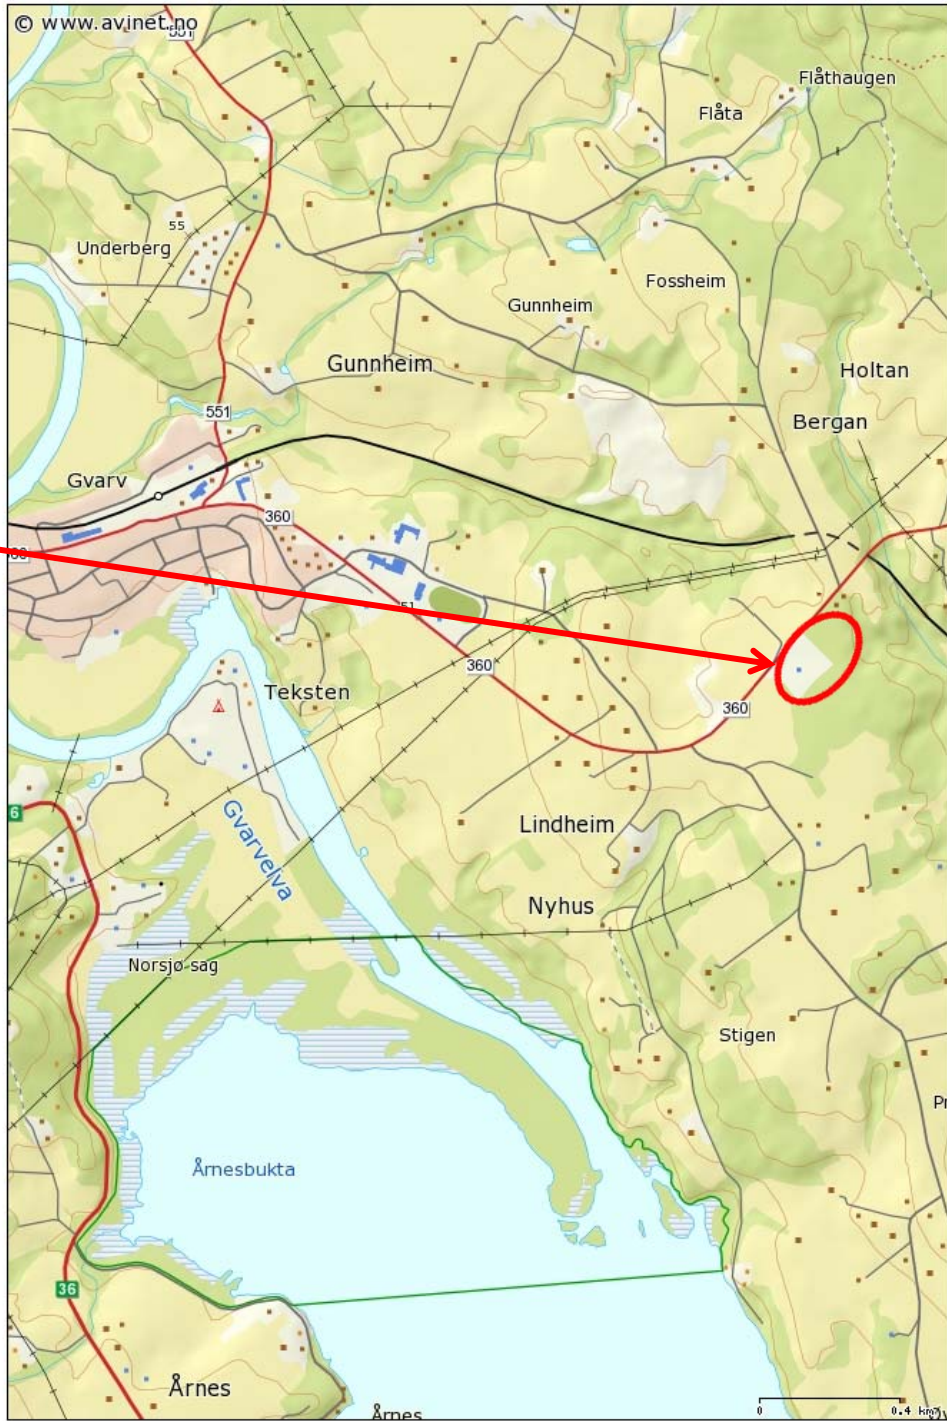 © www.avinet.no
551
Flåthaugen
Flåta
55
Underberg
Fossheim
Gunnheim
Gunnheim
Holtan
551
Bergan
Gvarv
360
51
360
Teksten
360
6
Gvarvelva
Lindheim
Nyhus
Norsjø sag
Stigen
Årnesbukta
36
Årnes
Årnes
0 0.4 km